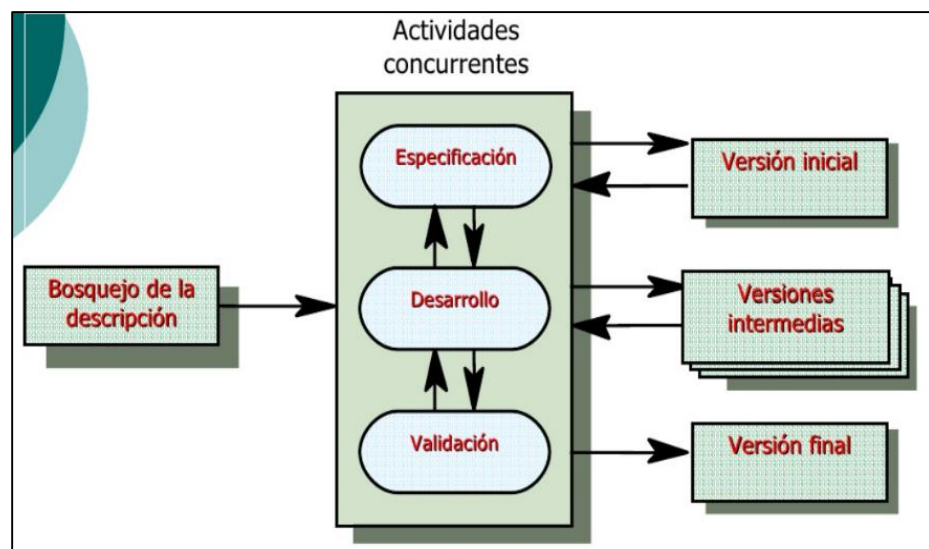 Actividades
concurrentes
Especificación
Versión inicial
Bosquejo de la
descripción
Desarrollo
Versiones
intermedias
Validación
Versión final